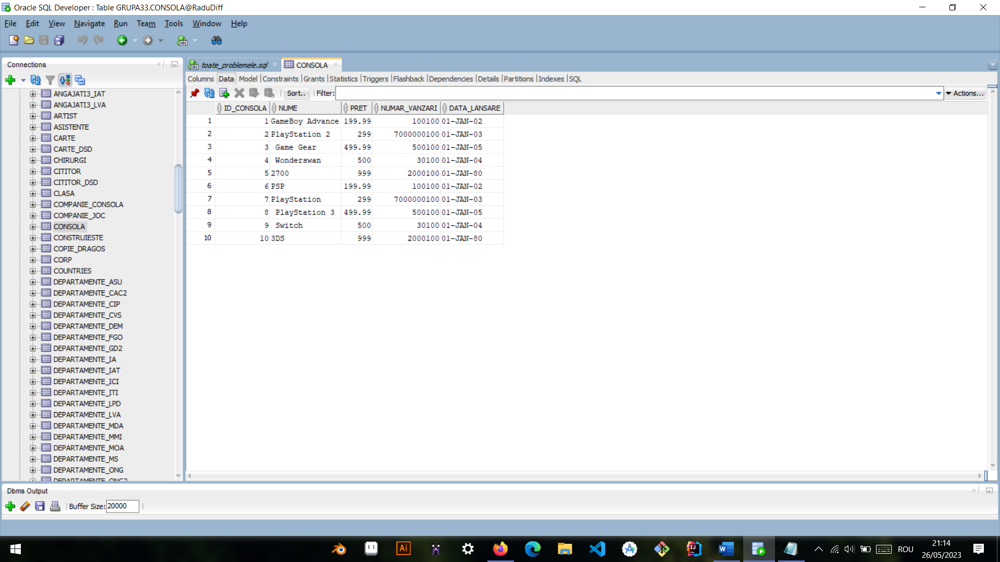 Oracle SQL Developer : Table GRUPA33.CONSOLA@RaduDiff
File Edit View Navigate Run Team Tools Window Help
Connections
ANGAJATI3_IAT
ANGAJATI3_LVA
ARTIST
ASISTENTE
CARTE
CARTE_DSD
CHIRURGI
CITITOR
CITITOR_DSD
CLASA
COMPANIE_CONSOLA
COMPANIE_JOC
CONSOLA
CONSTRUIESTE
COPIE_DRAGOS
CORP
COUNTRIES
DEPARTAMENTE_ASU
DEPARTAMENTE_CAC2
DEPARTAMENTE_CIP
DEPARTAMENTE_CVS
DEPARTAMENTE_DEM
DEPARTAMENTE_FGO
DEPARTAMENTE_GD2
DEPARTAMENTE_IA
DEPARTAMENTE_IAT
DEPARTAMENTE_ICI
DEPARTAMENTE_ITI
DEPARTAMENTE_LPD
DEPARTAMENTE_LVA
DEPARTAMENTE_MDA
DEPARTAMENTE_MMI
DEPARTAMENTE_MOA
DEPARTAMENTE_MS
DEPARTAMENTE_ONG
DEPARTAMENTE_ONG2
toate_problemele.sql CONSOLA
Columns Data Model Constraints Grants Statistics Triggers Flashback Dependencies Details Partitions Indexes SQL
Sort.. Filter: Actions...
ID_CONSOLA NUME PRET NUMAR_VANZARI DATA_LANSARE
1 1 GameBoy Advance 199.99 100100 01-JAN-02
2 2 PlayStation 2 299 7000000100 01-JAN-03
3 3 Game Gear 499.99 500100 01-JAN-05
4 4 Wonderswan 500 30100 01-JAN-04
5 5 2700 999 2000100 01-JAN-80
6 6 PSP 199.99 100100 01-JAN-02
7 7 PlayStation 299 7000000100 01-JAN-03
8 8 PlayStation 3 499.99 500100 01-JAN-05
9 9 Switch 500 30100 01-JAN-04
10 10 3DS 999 2000100 01-JAN-80
Dbms Output
Buffer Size: 20000
ROU
21:14
26/05/2023